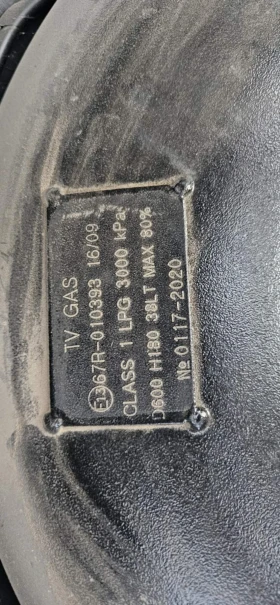 TV GAS
E13 67R-010393 16/09
CLASS 1 LPG 3000 kPa
D600 H180 38LT MAX 80%
№ 0117-2020